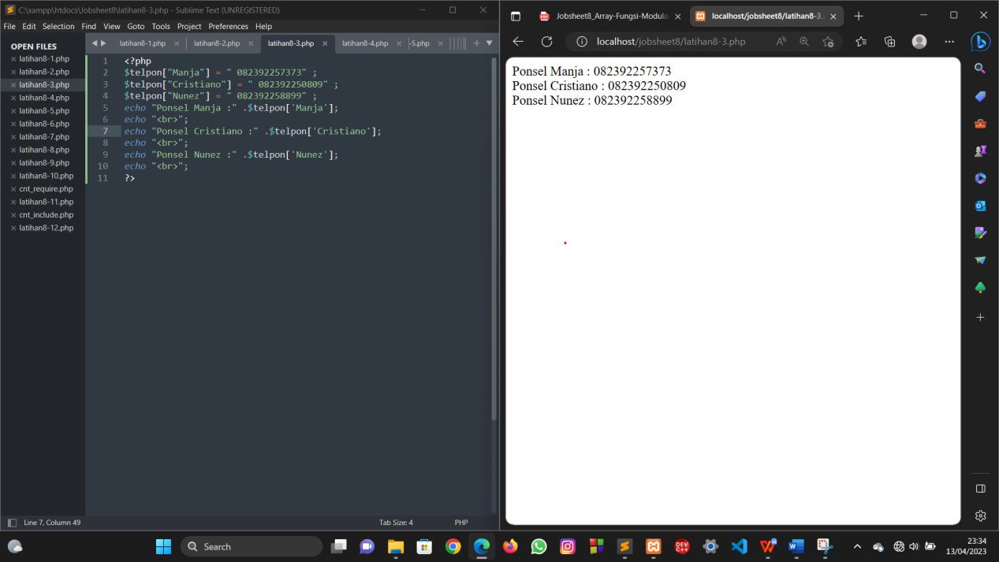 C:\xampp\htdocs\Jobsheet8\latihan8-3.php - Sublime Text (UNREGISTERED)
File Edit Selection Find View Goto Tools Project Preferences Help
OPEN FILES
latihan8-1.php
latihan8-2.php
latihan8-3.php
latihan8-4.php
latihan8-5.php
latihan8-6.php
latihan8-7.php
latihan8-8.php
latihan8-9.php
latihan8-10.php
cnt_require.php
latihan8-11.php
cnt_include.php
latihan8-12.php
latihan8-1.php latihan8-2.php latihan8-3.php latihan8-4.php -5.php
1 <?php
2 $telpon["Manja"] = " 082392257373" ;
3 $telpon["Cristiano"] = " 082392250809" ;
4 $telpon["Nunez"] = " 082392258899" ;
5 echo "Ponsel Manja :" .$telpon['Manja'];
6 echo "<br>";
7 echo "Ponsel Cristiano :" .$telpon['Cristiano'];
8 echo "<br>";
9 echo "Ponsel Nunez :" .$telpon['Nunez'];
10 echo "<br>";
11 ?>
Line 7, Column 49 Tab Size: 4 PHP
Jobsheet8_Array-Fungsi-Modula localhost/jobsheet8/latihan8-3.
localhost/jobsheet8/latihan8-3.php
Ponsel Manja : 082392257373
Ponsel Cristiano : 082392250809
Ponsel Nunez : 082392258899
Search
DEV C++
23:34
13/04/2023